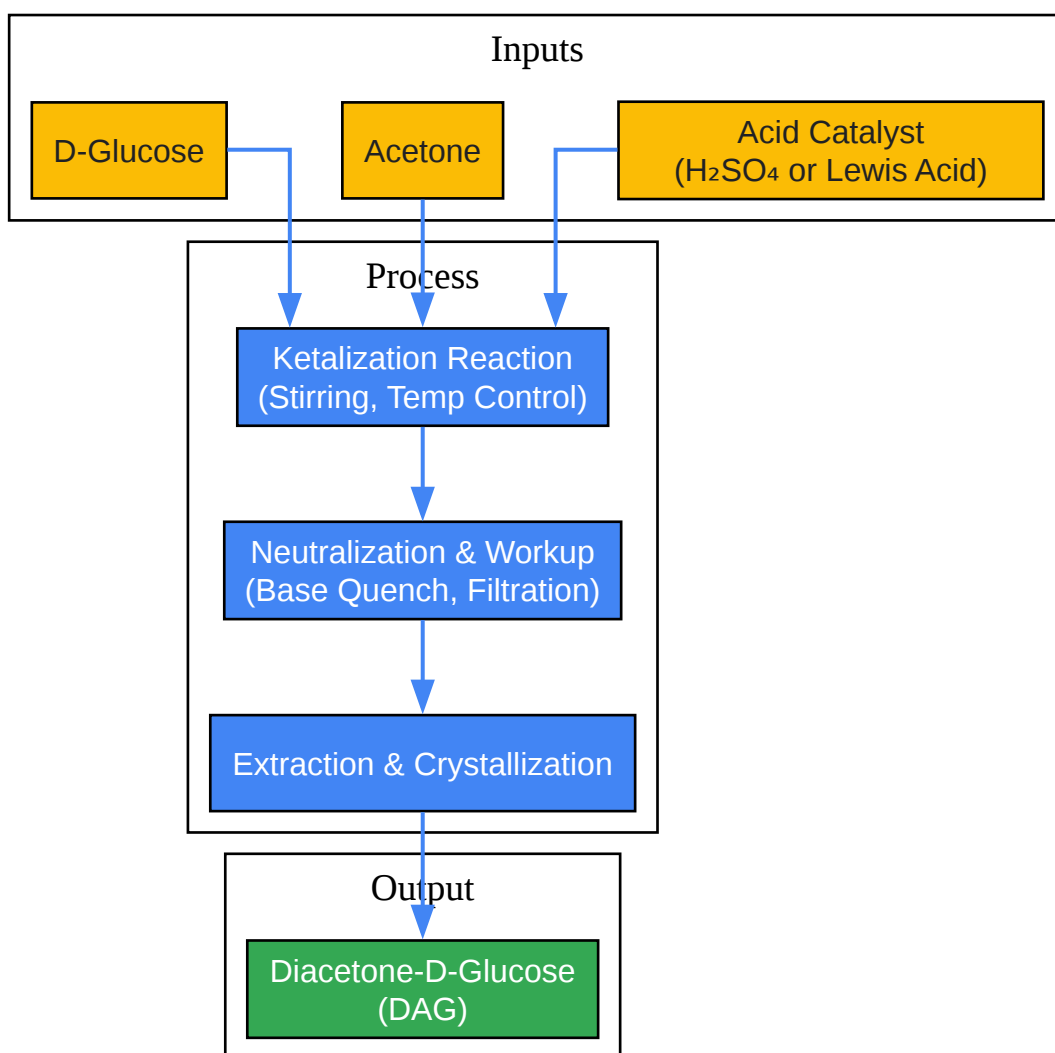 Inputs
D-Glucose
Acetone
Acid Catalyst
(H₂SO₄ or Lewis Acid)
Process
Ketalization Reaction
(Stirring, Temp Control)
Neutralization & Workup
(Base Quench, Filtration)
Extraction & Crystallization
Output
Diacetone-D-Glucose
(DAG)